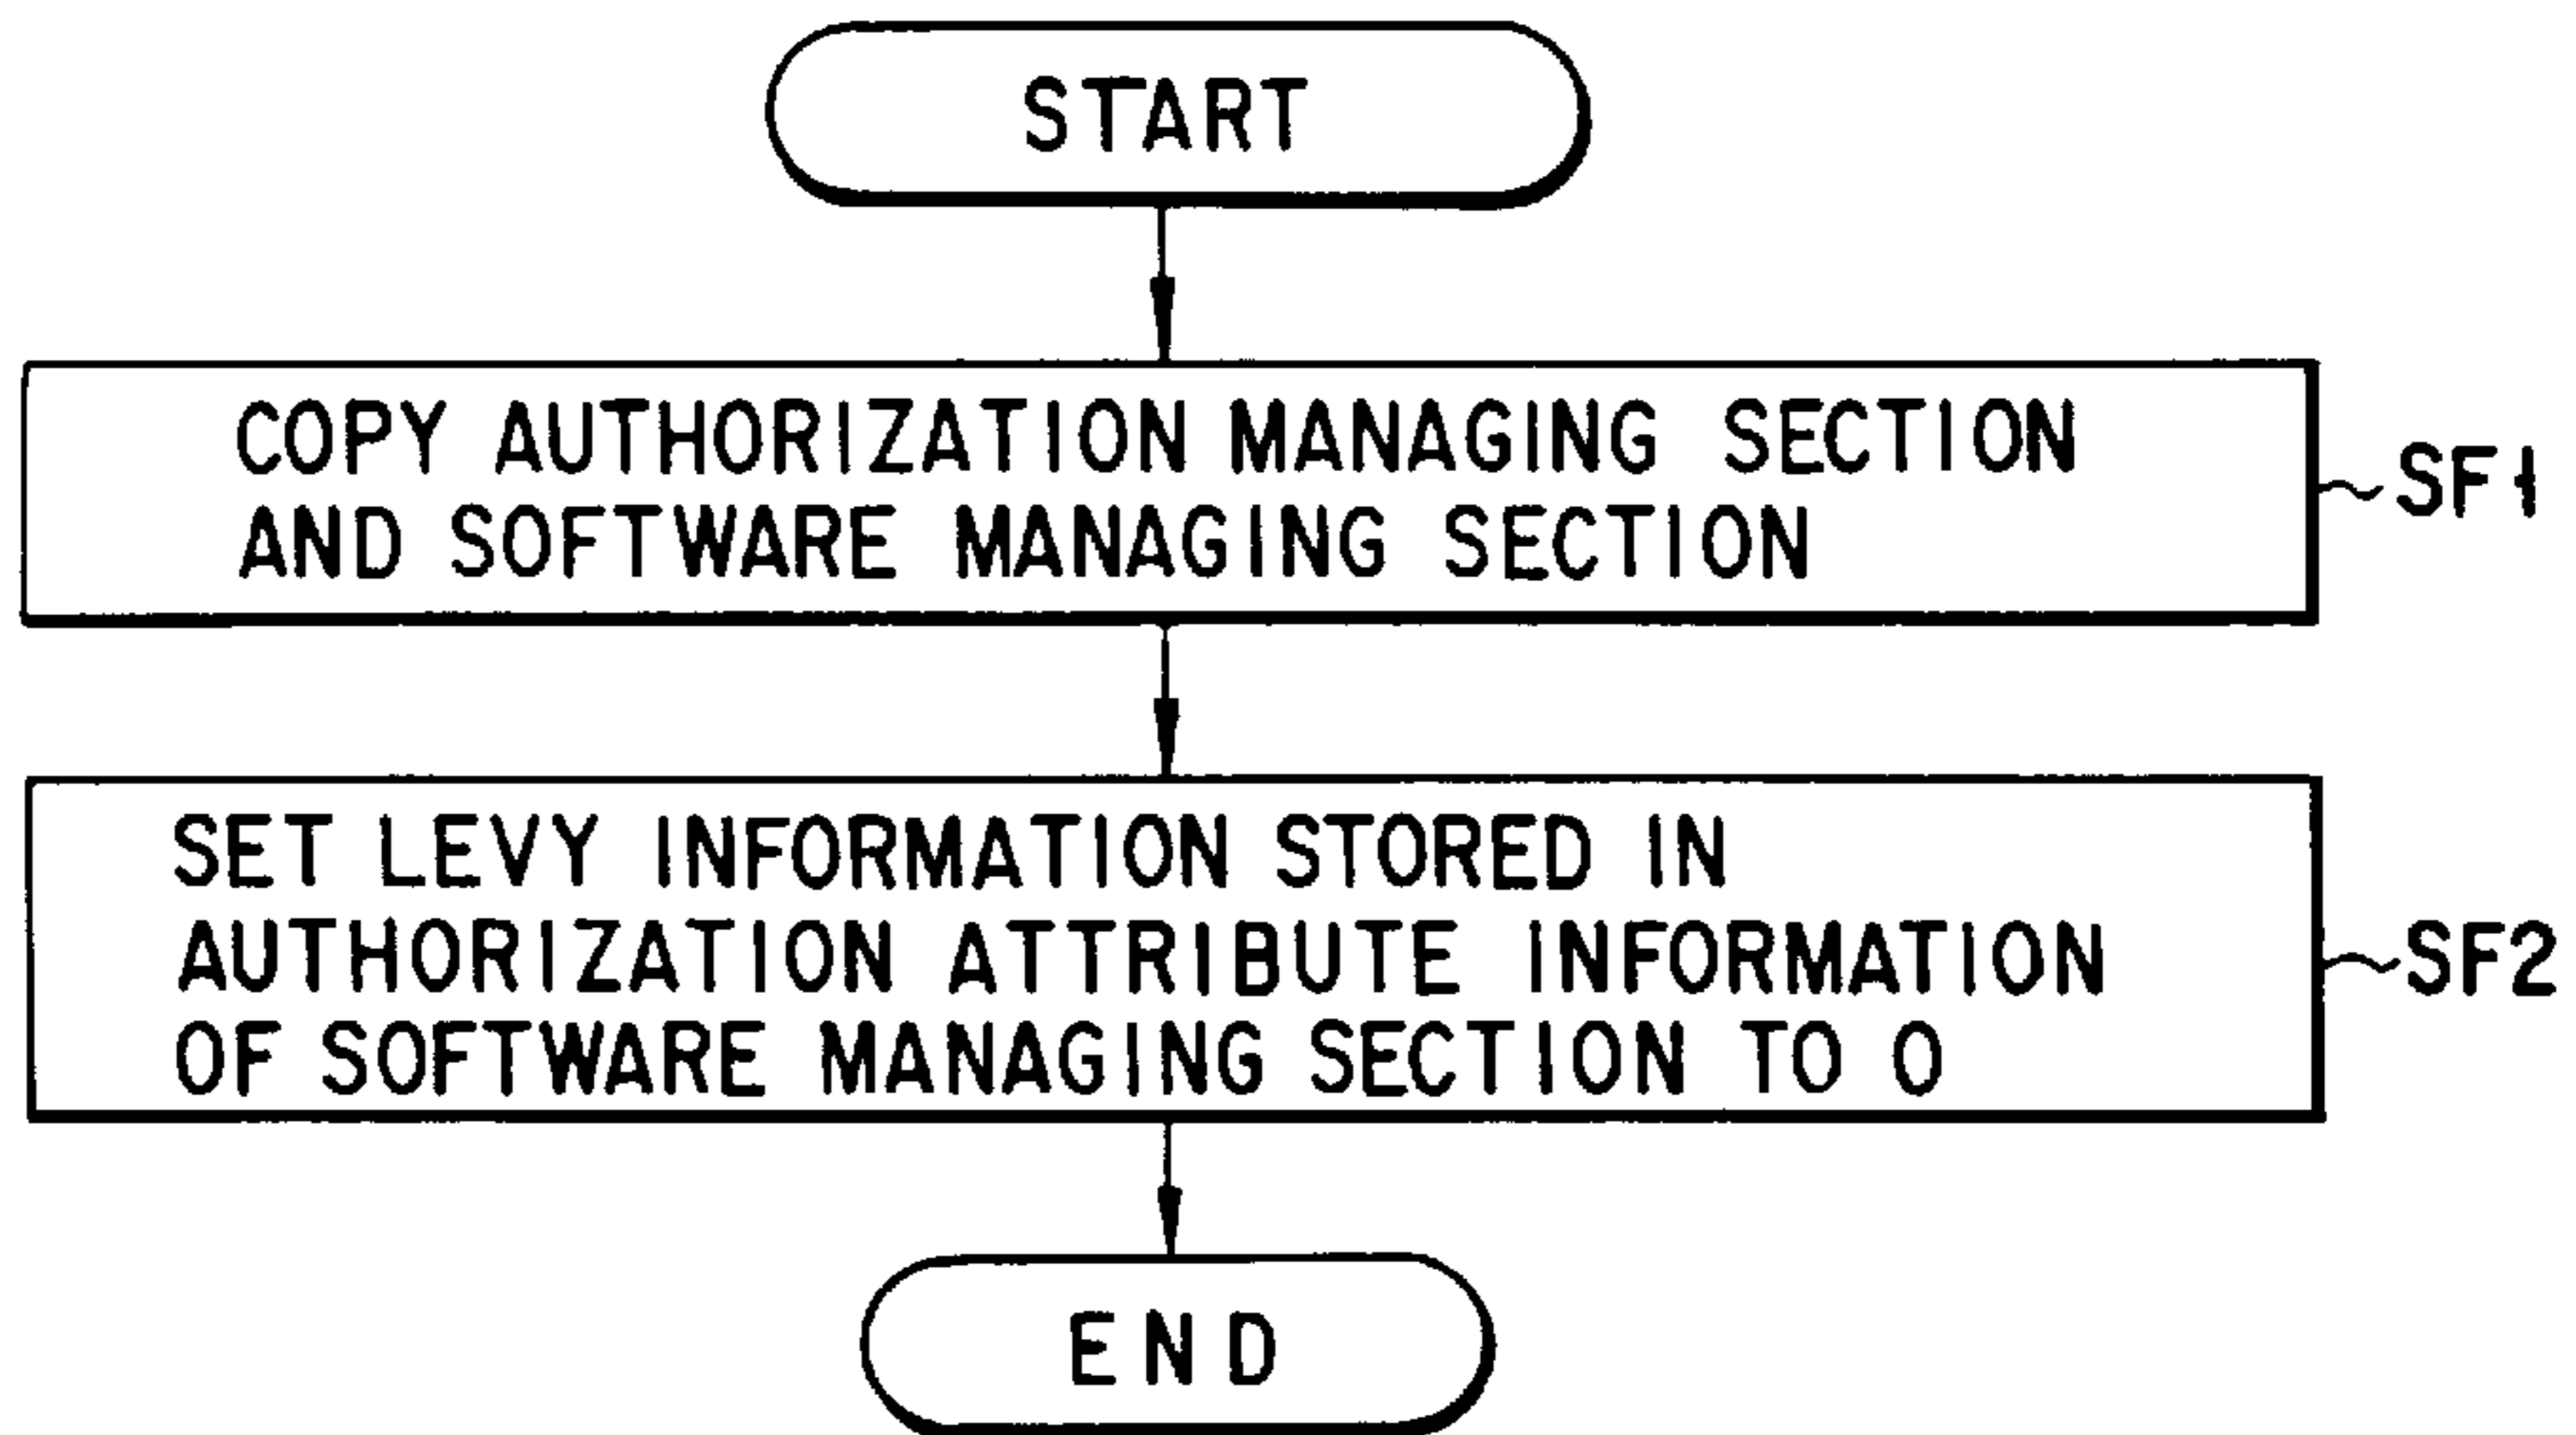 START
COPY AUTHORIZATION MANAGING SECTION
AND SOFTWARE MANAGING SECTION
SF1
SET LEVY INFORMATION STORED IN
AUTHORIZATION ATTRIBUTE INFORMATION
OF SOFTWARE MANAGING SECTION TO 0
SF2
END